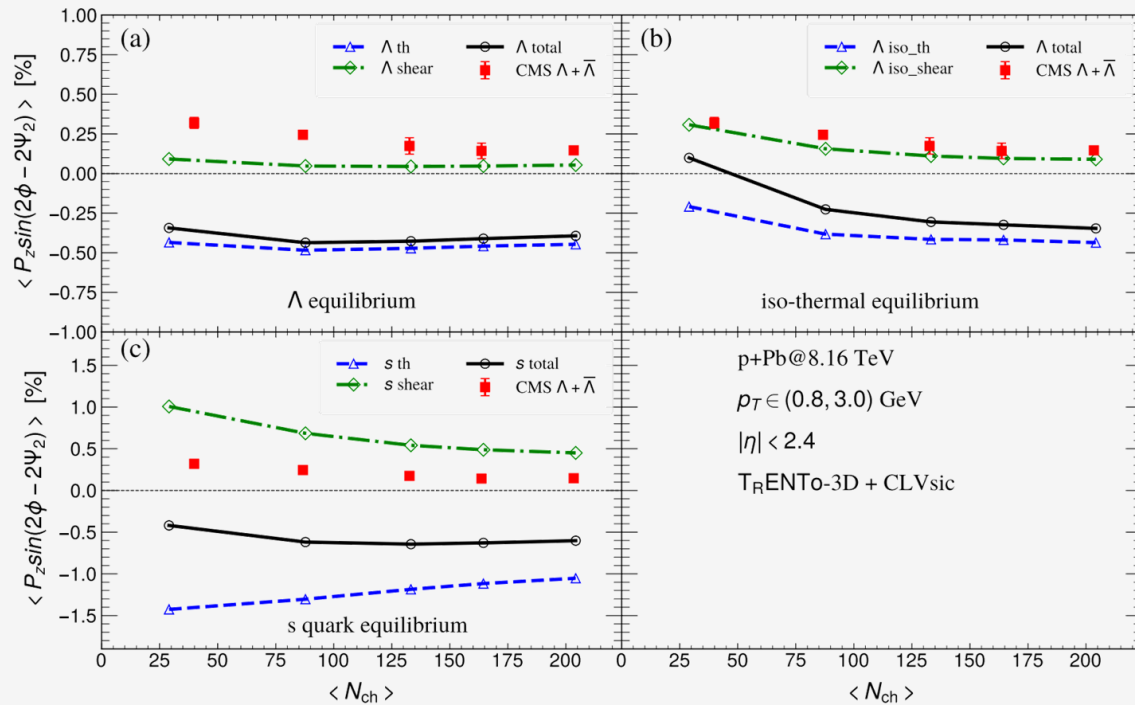 (a)
Λ th
Λ total
Λ shear
CMS Λ + Λ̅
Λ equilibrium
1.00
0.75
0.50
0.25
0.00
−0.25
−0.50
−0.75
−1.00
< P_z sin(2ϕ − 2Ψ_2) > [%]
(b)
Λ iso_th
Λ total
Λ iso_shear
CMS Λ + Λ̅
iso-thermal equilibrium
(c)
s th
s total
s shear
CMS Λ + Λ̅
s quark equilibrium
1.5
1.0
0.5
0.0
−0.5
−1.0
−1.5
< P_z sin(2ϕ − 2Ψ_2) > [%]
0 25 50 75 100 125 150 175 200
< N_ch >
p+Pb@8.16 TeV
p_T ∈ (0.8, 3.0) GeV
|η| < 2.4
T_RENTo-3D + CLVsic
0 25 50 75 100 125 150 175 200
< N_ch >